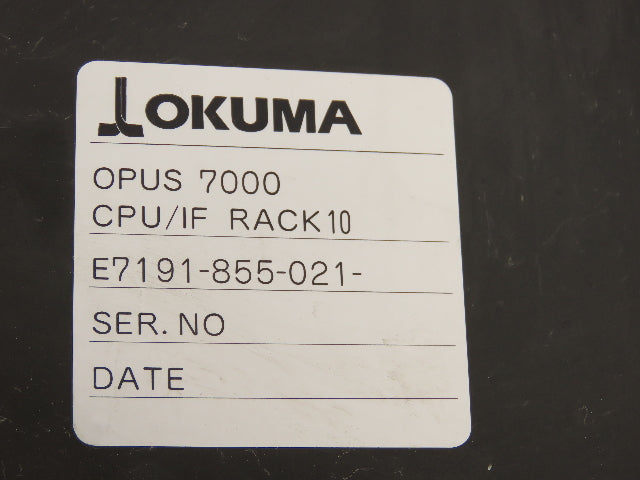 OKUMA
OPUS 7000
CPU/IF RACK10
E7191-855-021-
SER. NO
DATE